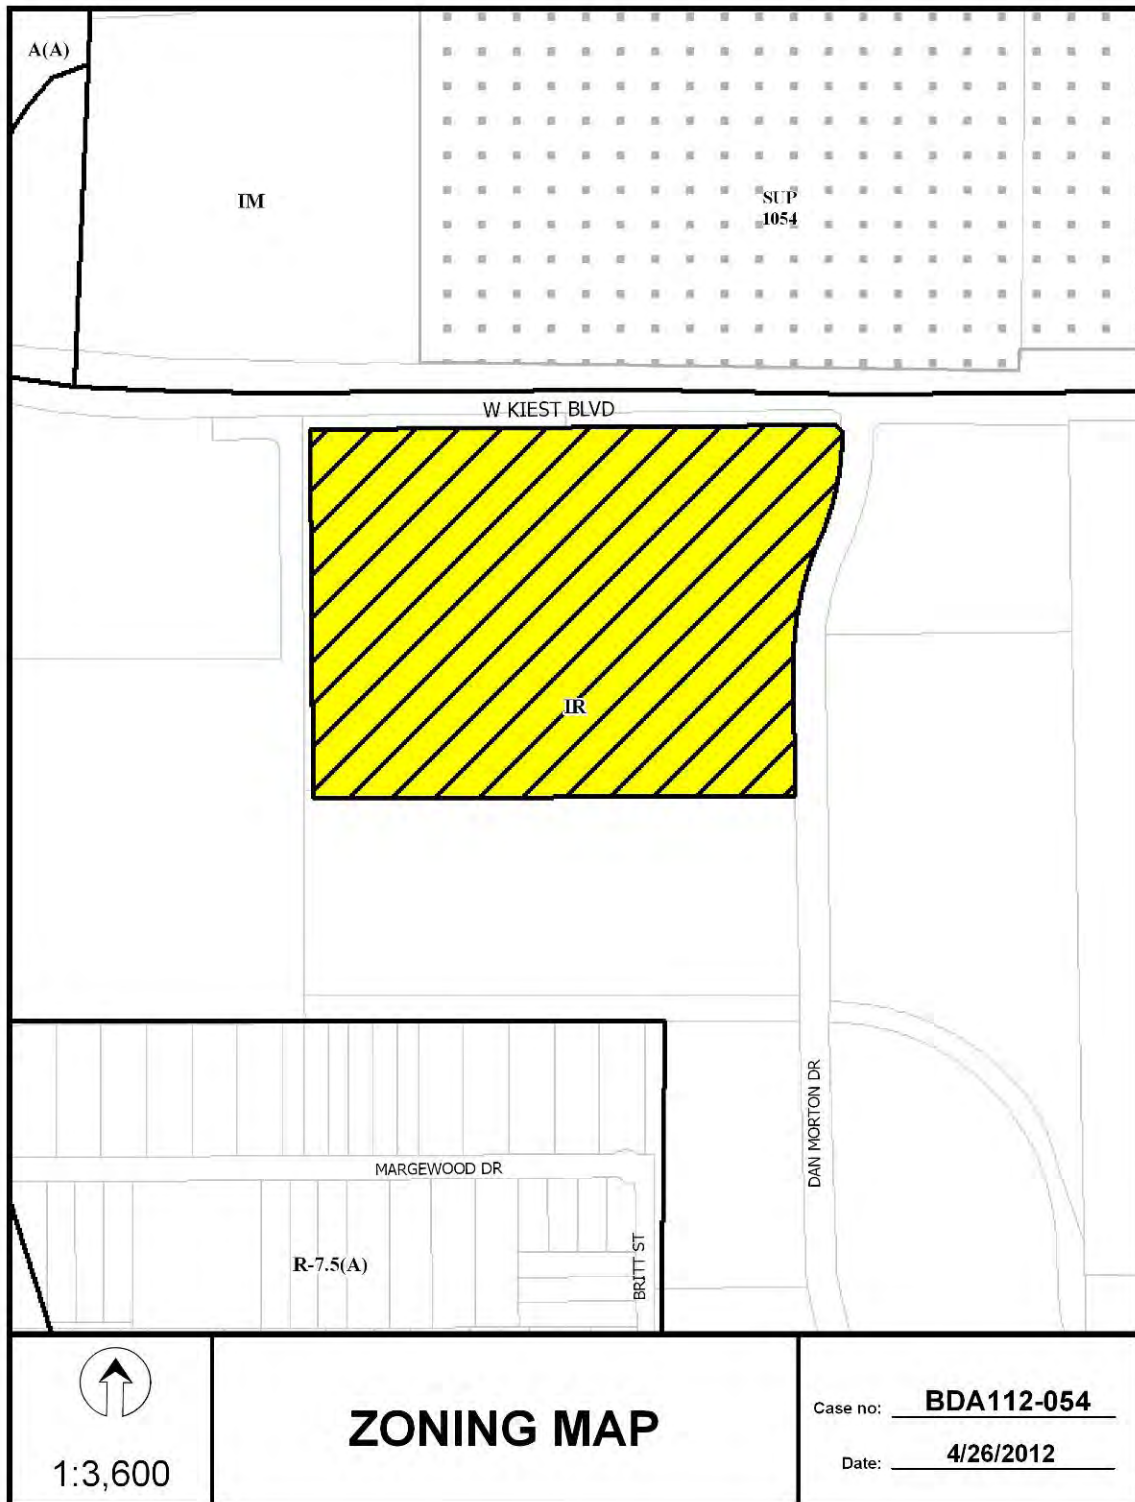 A(A)
IM
SUP
1054
W KIEST BLVD
IR
DAN MORTON DR
MARGEWOOD DR
R-7.5(A)
BRITT ST
1:3,600
ZONING MAP
Case no: BDA112-054
Date: 4/26/2012